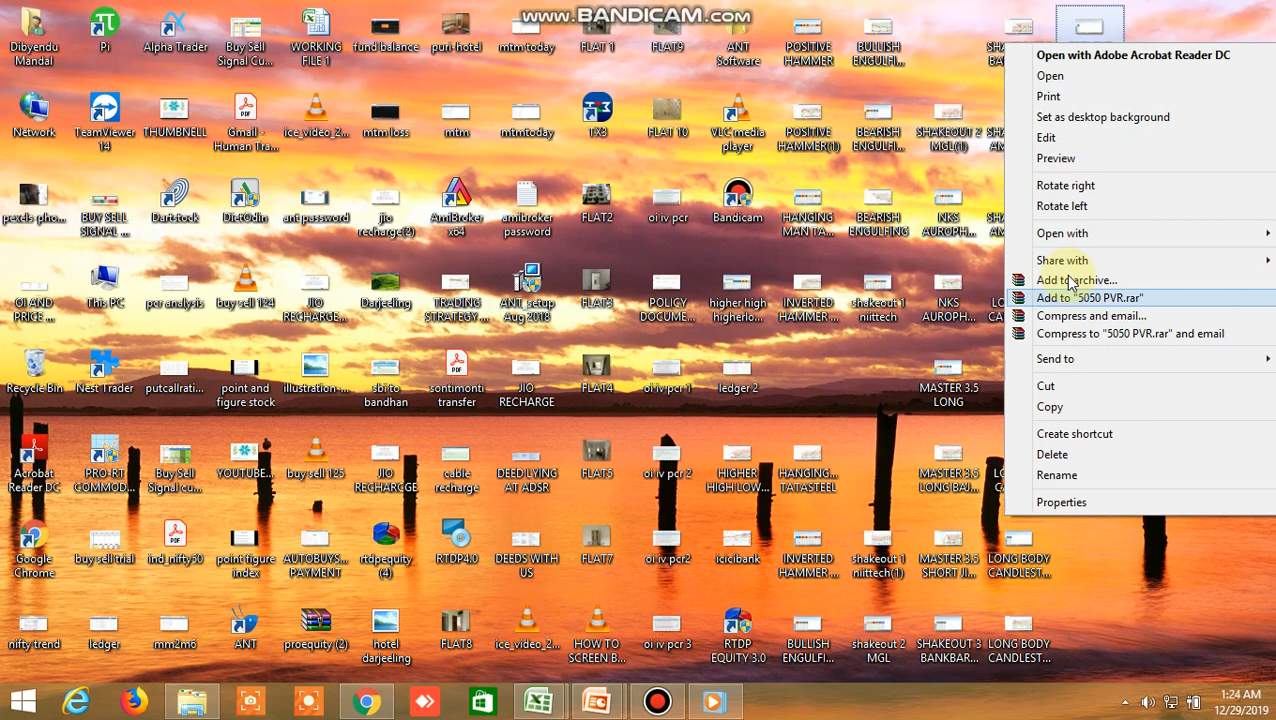 www.BANDICAM.com
Dibyendu
Mandal
Pi
Alpha Trader
Buy Sell
Signal Cu...
WORKING
FILE 1
fund balance
puri-hotel
mtm today
FLAT 1
FLAT9
ANT
Software
POSITIVE
HAMMER
BULLISH
ENGULFI...
Network
TeamViewer
14
THUMBNELL
Gmail -
Human Tra...
ice_video_2...
mtm loss
mtm
mtmtoday
TX3
FLAT 10
VLC media
player
POSITIVE
HAMMER(1)
BEARISH
ENGULFI...
SHAKEOUT 2
MGL(1)
pexels-pho...
BUY SELL
SIGNAL ...
Dartstock
DietOdin
ant password
jio
recharge(2)
AmiBroker
x64
amibroker
password
FLAT2
oi iv pcr
Bandicam
HANGING
MAN TA...
BEARISH
ENGULFING
NKS
AUROPH...
OI AND
PRICE ...
This PC
pcr analysis
buy sell 124
JIO
RECHARGE...
Darjeeling
TRADING
STRATEGY ...
ANT_setup
Aug 2018
FLAT3
POLICY
DOCUME...
higher high
higherlo...
INVERTED
HAMMER ...
shakeout 1
niittech
NKS
AUROPH...
Recycle Bin
Nest Trader
putcallrati...
point and
figure stock
illustration-...
sbi to
bandhan
sontimonti
transfer
JIO
RECHARGE
FLAT4
oi iv pcr 1
ledger 2
MASTER 3.5
LONG
Acrobat
Reader DC
PRO-RT
COMMOD...
Buy Sell
Signal cu...
YOUTUBE...
buy sell 125
JIO
RECHARCGE
cable
recharge
DEED LYING
AT ADSR
FLAT5
oi iv pcr 2
HIGHER
HIGH LOW...
HANGING...
TATASTEEL
MASTER 3.5
LONG BAJ...
Google
Chrome
buy sell trial
ind_nifty50
point figure
index
AUTOBUYS...
PAYMENT
rtdpequity
(4)
RTDP4.0
DEEDS WITH
US
FLAT7
oi iv pcr2
icicibank
INVERTED
HAMMER ...
shakeout 1
niittech(1)
MASTER 3.5
SHORT JI...
LONG BODY
CANDLEST...
nifty trend
ledger
mm2m6
ANT
proequity (2)
hotel
darjeeling
FLAT8
ice_video_2...
HOW TO
SCREEN B...
oi iv pcr 3
RTDP
EQUITY 3.0
BULLISH
ENGULFI...
shakeout 2
MGL
SHAKEOUT 3
BANKBAR...
LONG BODY
CANDLEST...
Open with Adobe Acrobat Reader DC
Open
Print
Set as desktop background
Edit
Preview
Rotate right
Rotate left
Open with
Share with
Add to archive...
Add to "5050 PVR.rar"
Compress and email...
Compress to "5050 PVR.rar" and email
Send to
Cut
Copy
Create shortcut
Delete
Rename
Properties
1:24 AM
12/29/2019